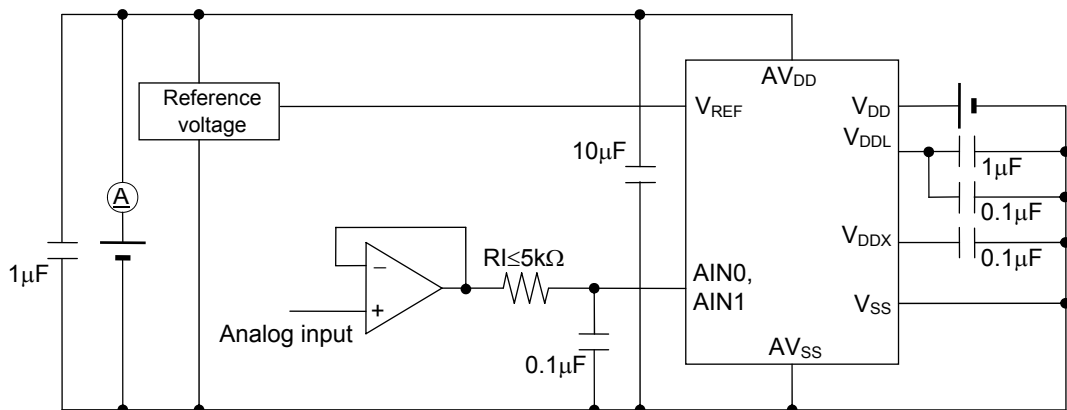 AVDD
Reference
voltage
VREF
VDD
VDDL
10μF
1μF
A
0.1μF
VDDX
0.1μF
1μF
RI≤5kΩ
−
AIN0,
AIN1
+
VSS
Analog input
0.1μF
AVSS